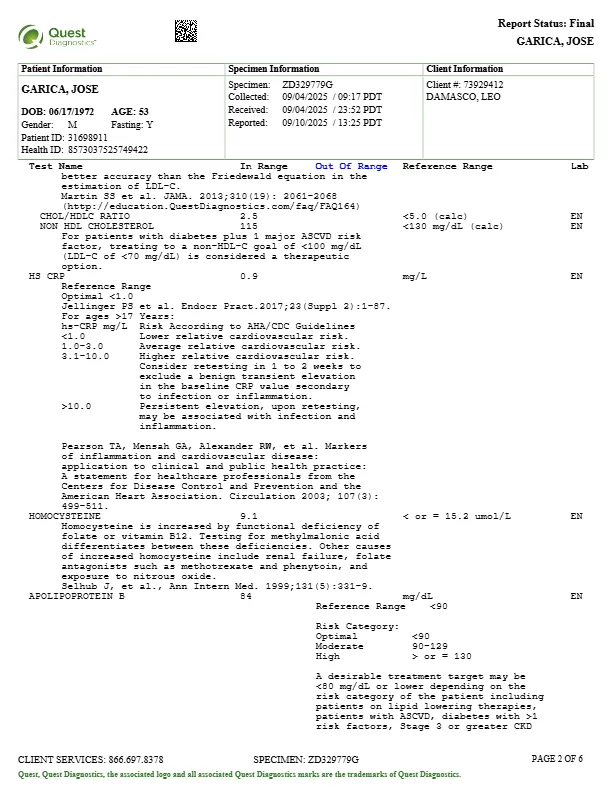 Quest
Diagnostics™
Report Status: Final
GARICA, JOSE
Patient Information
Specimen Information
Client Information
GARICA, JOSE
DOB: 06/17/1972 AGE: 53
Gender: M Fasting: Y
Patient ID: 31698911
Health ID: 8573037525749422
Specimen: ZD329779G
Collected: 09/04/2025 / 09:17 PDT
Received: 09/04/2025 / 23:52 PDT
Reported: 09/10/2025 / 13:25 PDT
Client #: 73929412
DAMASCO, LEO
Test Name In Range Out Of Range Reference Range Lab
better accuracy than the Friedewald equation in the
estimation of LDL-C.
Martin SS et al. JAMA. 2013;310(19): 2061-2068
(http://education.QuestDiagnostics.com/faq/FAQ164)
CHOL/HDLC RATIO 2.5 <5.0 (calc) EN
NON HDL CHOLESTEROL 115 <130 mg/dL (calc) EN
For patients with diabetes plus 1 major ASCVD risk
factor, treating to a non-HDL-C goal of <100 mg/dL
(LDL-C of <70 mg/dL) is considered a therapeutic
option.
HS CRP 0.9 mg/L EN
Reference Range
Optimal <1.0
Jellinger PS et al. Endocr Pract.2017;23(Suppl 2):1-87.
For ages >17 Years:
hs-CRP mg/L Risk According to AHA/CDC Guidelines
<1.0 Lower relative cardiovascular risk.
1.0-3.0 Average relative cardiovascular risk.
3.1-10.0 Higher relative cardiovascular risk.
Consider retesting in 1 to 2 weeks to
exclude a benign transient elevation
in the baseline CRP value secondary
to infection or inflammation.
>10.0 Persistent elevation, upon retesting,
may be associated with infection and
inflammation.
Pearson TA, Mensah GA, Alexander RW, et al. Markers
of inflammation and cardiovascular disease:
application to clinical and public health practice:
A statement for healthcare professionals from the
Centers for Disease Control and Prevention and the
American Heart Association. Circulation 2003; 107(3):
499-511.
HOMOCYSTEINE 9.1 < or = 15.2 umol/L EN
Homocysteine is increased by functional deficiency of
folate or vitamin B12. Testing for methylmalonic acid
differentiates between these deficiencies. Other causes
of increased homocysteine include renal failure, folate
antagonists such as methotrexate and phenytoin, and
exposure to nitrous oxide.
Selhub J, et al., Ann Intern Med. 1999;131(5):331-9.
APOLIPOPROTEIN B 84 mg/dL EN
Reference Range <90
Risk Category:
Optimal <90
Moderate 90-129
High > or = 130
A desirable treatment target may be
<80 mg/dL or lower depending on the
risk category of the patient including
patients on lipid lowering therapies,
patients with ASCVD, diabetes with >1
risk factors, Stage 3 or greater CKD
CLIENT SERVICES: 866.697.8378 SPECIMEN: ZD329779G PAGE 2 OF 6
Quest, Quest Diagnostics, the associated logo and all associated Quest Diagnostics marks are the trademarks of Quest Diagnostics.